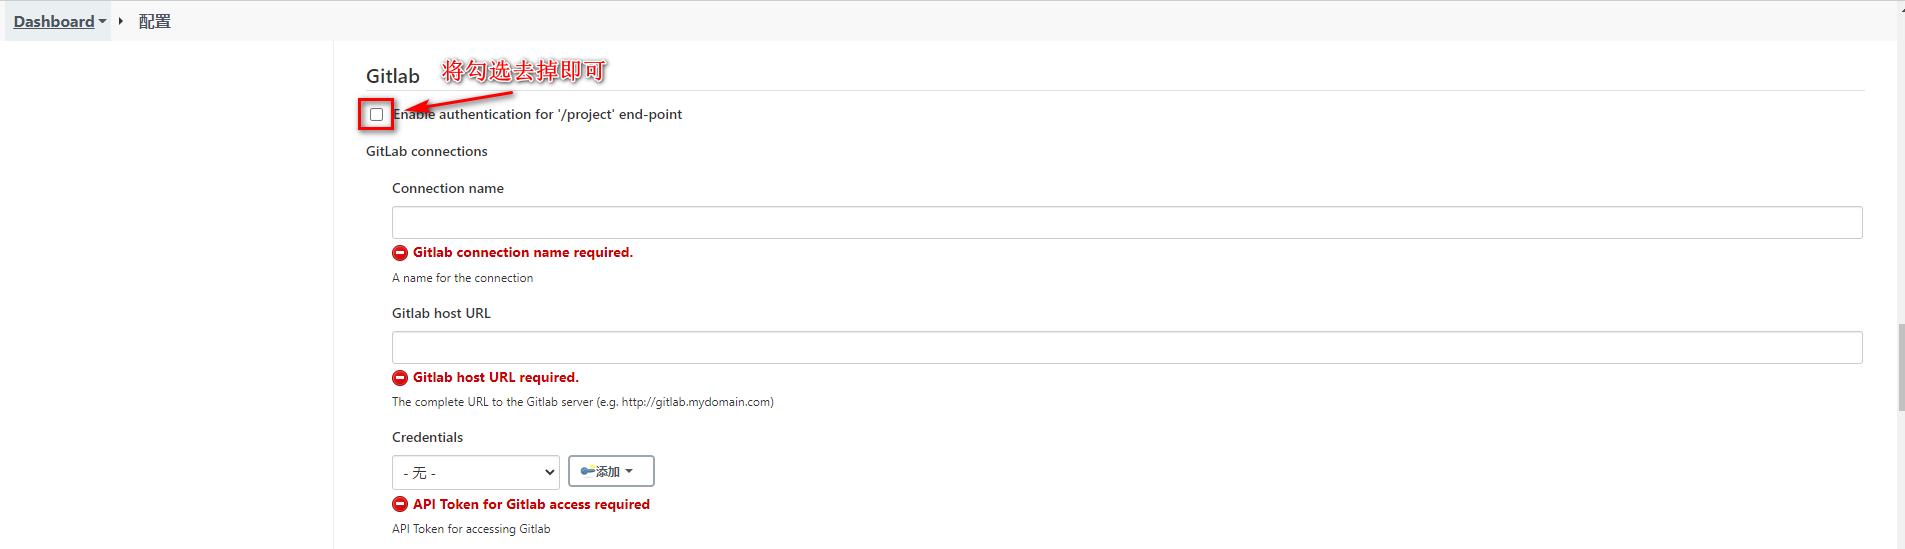 Dashboard 配置
Gitlab 将勾选去掉即可
Enable authentication for '/project' end-point
GitLab connections
Connection name
Gitlab connection name required.
A name for the connection
Gitlab host URL
Gitlab host URL required.
The complete URL to the Gitlab server (e.g. http://gitlab.mydomain.com)
Credentials
- 无 - 添加
API Token for Gitlab access required
API Token for accessing Gitlab